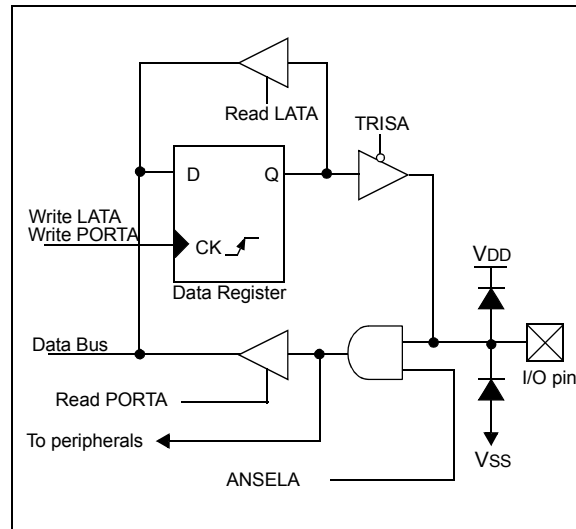 Read LATA
TRISA
D
Q
Write LATA
Write PORTA
CK
VDD
Data Register
Data Bus
I/O pin
Read PORTA
To peripherals
VSS
ANSELA